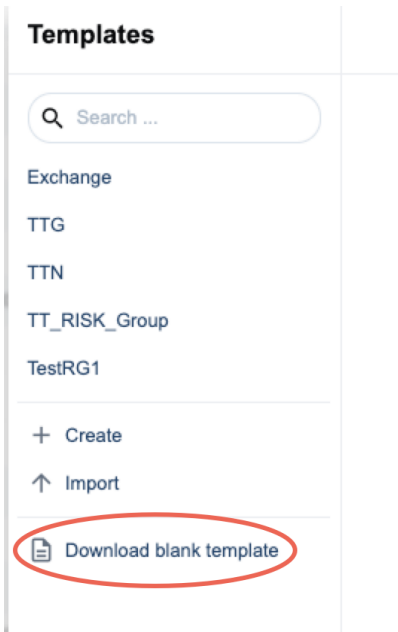 Templates
Search ...
Exchange
TTG
TTN
TT_RISK_Group
TestRG1
Create
Import
Download blank template